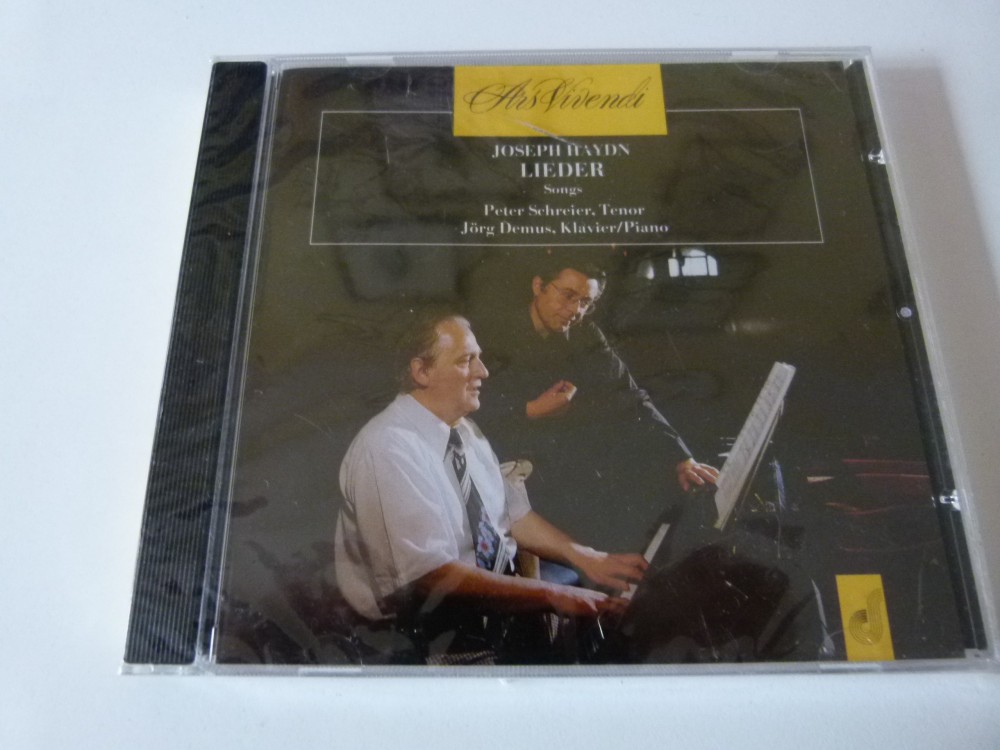 Ars Vivendi
JOSEPH HAYDN
LIEDER
Songs
Peter Schreier, Tenor
Jörg Demus, Klavier/Piano